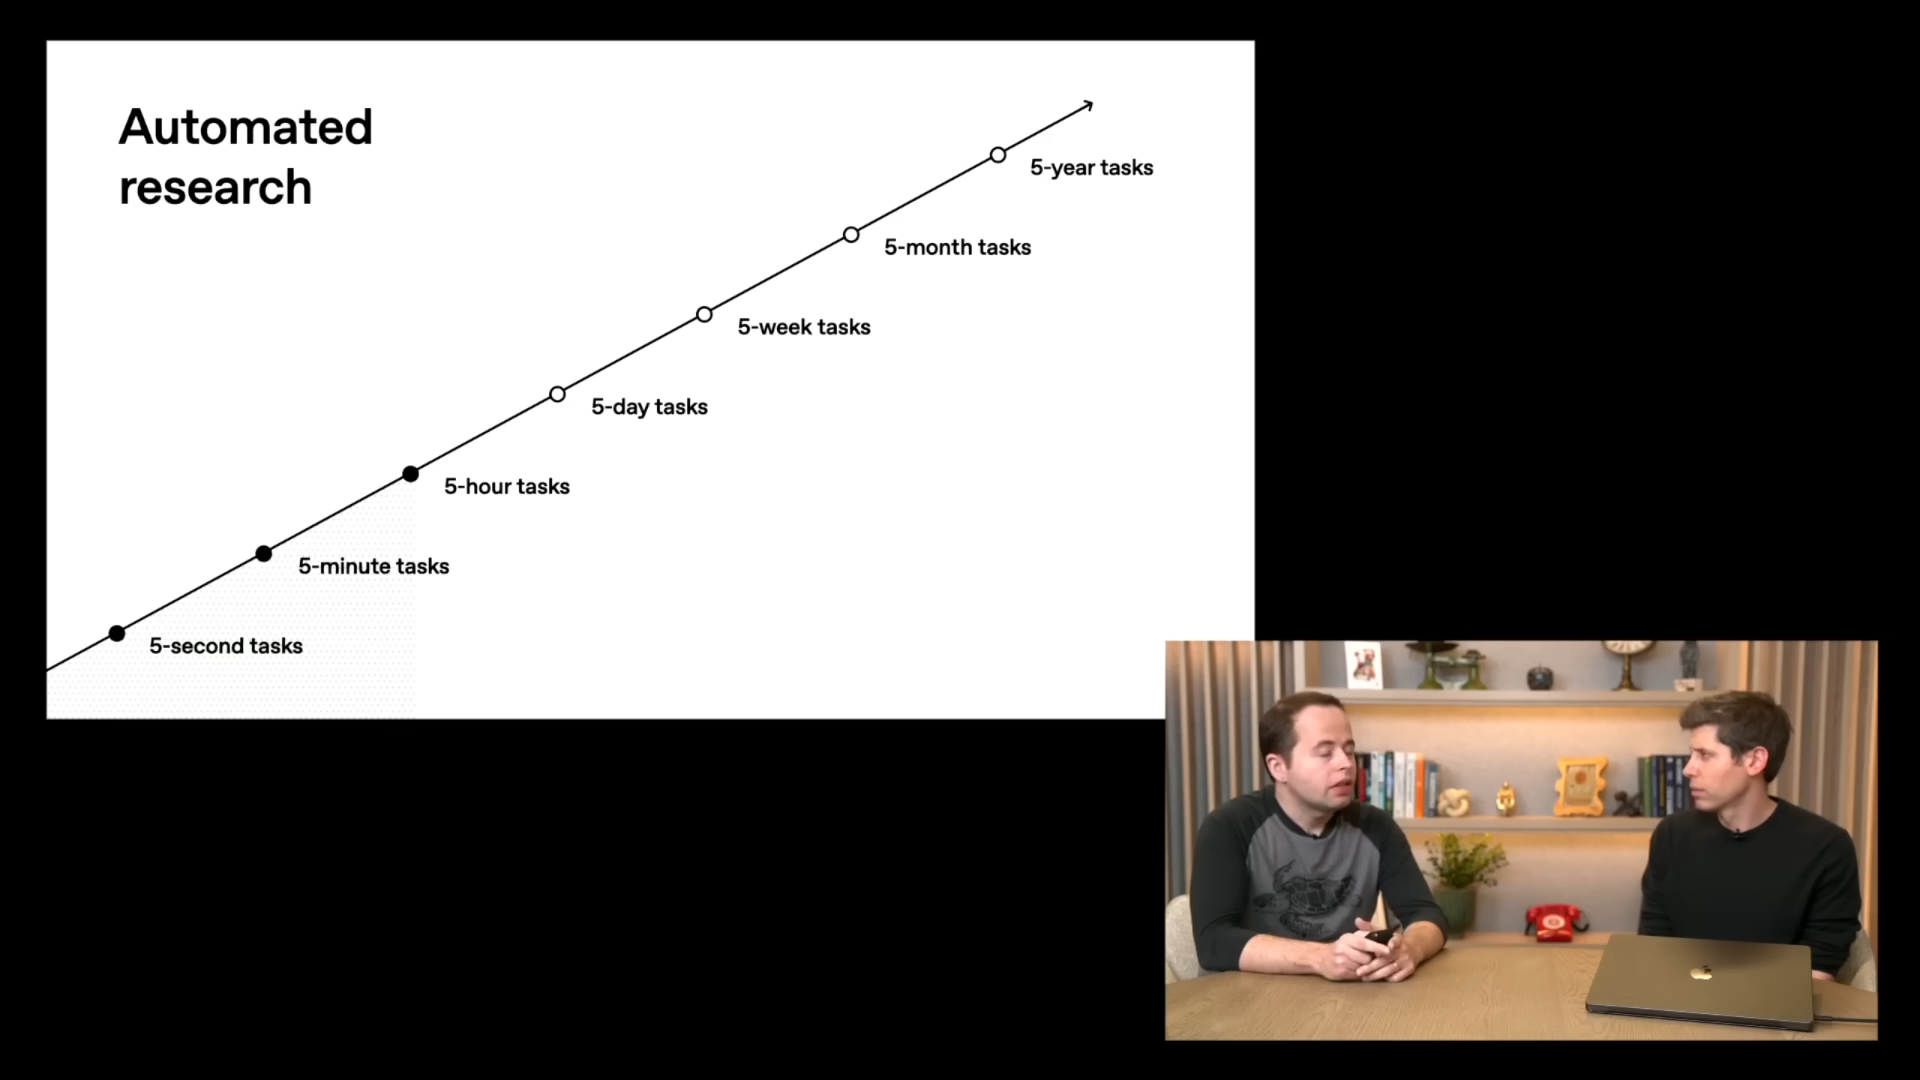 Automated
research
5-year tasks
5-month tasks
5-week tasks
5-day tasks
5-hour tasks
5-minute tasks
5-second tasks